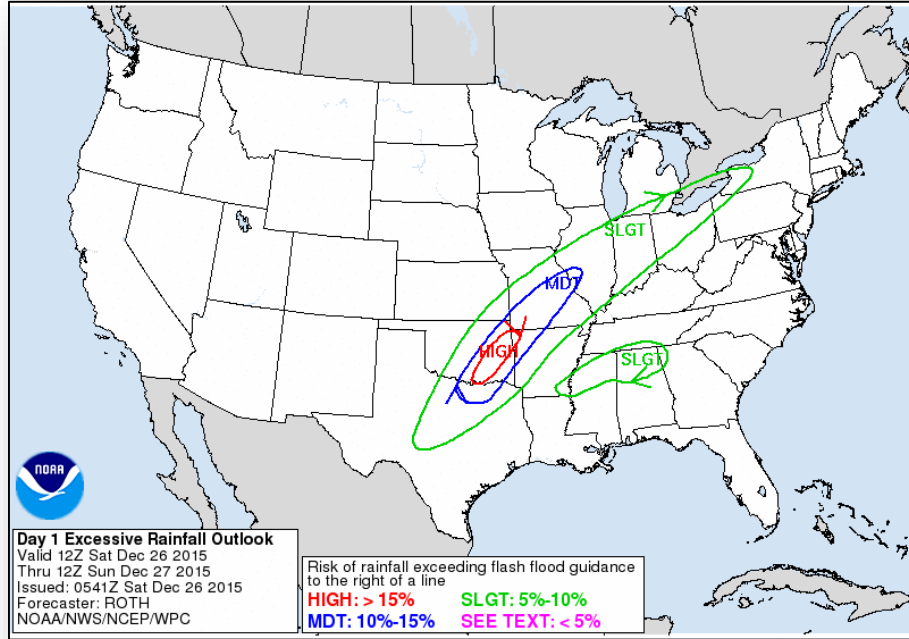 SLGT
MDT
HIGH
SLGT
NOAA
Day 1 Excessive Rainfall Outlook
Valid 12Z Sat Dec 26 2015
Thru 12Z Sun Dec 27 2015
Issued: 0541Z Sat Dec 26 2015
Forecaster: ROTH
NOAA/NWS/NCEP/WPC
Risk of rainfall exceeding flash flood guidance
to the right of a line
HIGH: > 15% SLGT: 5%-10%
MDT: 10%-15% SEE TEXT: < 5%